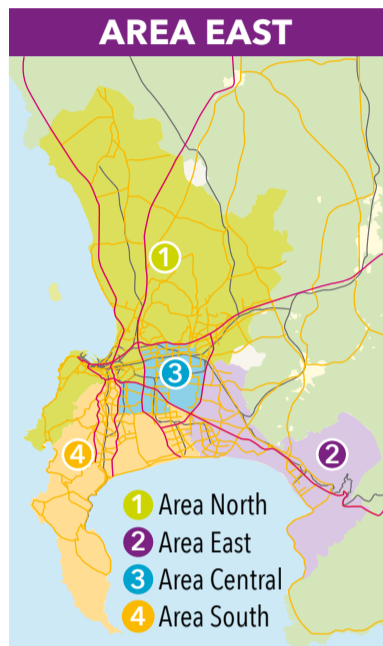 AREA EAST
1
3
4
2
1 Area North
2 Area East
3 Area Central
4 Area South